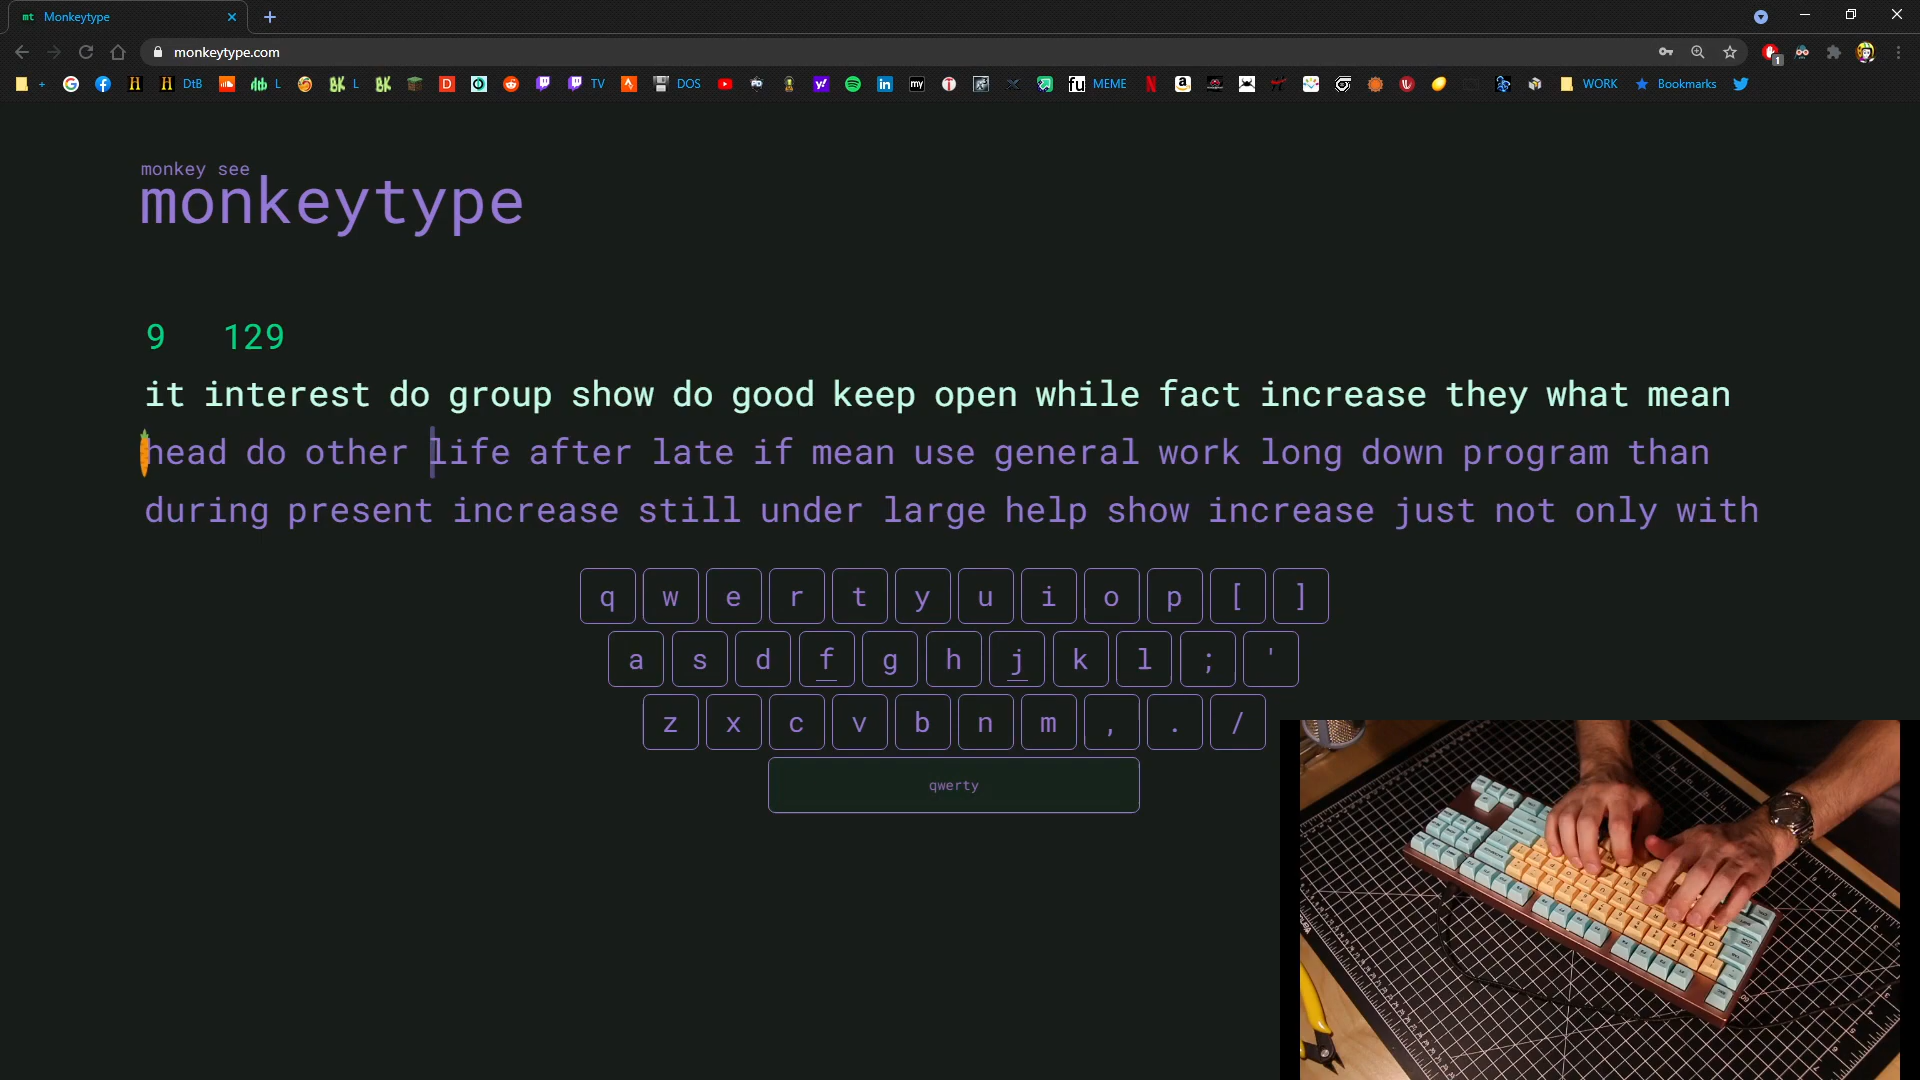 Monkeytype
monkeytype.com
+ DtB L L TV DOS MEME WORK Bookmarks
monkey see
monkeytype
9 129
it interest do group show do good keep open while fact increase they what mean
head do other life after late if mean use general work long down program than
during present increase still under large help show increase just not only with
q w e r t y u i o p [ ]
a s d f g h j k l ; '
z x c v b n m , . /
qwerty